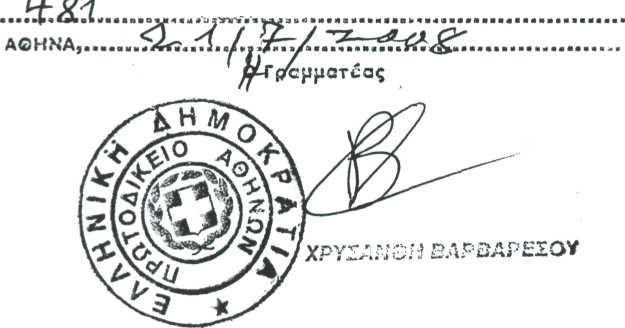 481
ΑΘΗΝΑ, 21/7/2008
Η Γραμματέας
ΕΛΛΗΝΙΚΗ ΔΗΜΟΚΡΑΤΙΑ
ΠΡΩΤΟΔΙΚΕΙΟ ΑΘΗΝΩΝ
ΧΡΥΣΑΝΘΗ ΒΑΡΒΑΡΕΣΟΥ